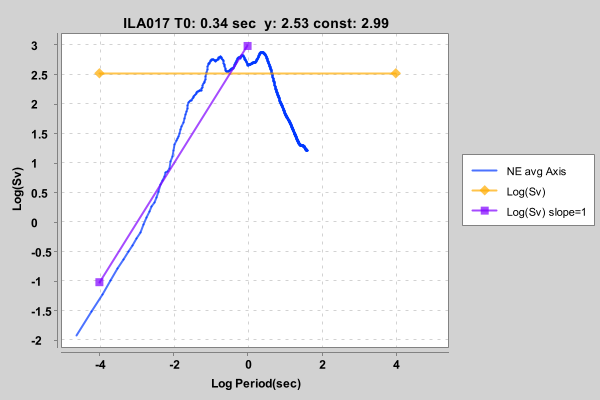 ILA017 T0: 0.34 sec  y: 2.53 const: 2.99
3
2.5
2
1.5
1
0.5
0
-0.5
-1
-1.5
-2
Log(Sv)
-4
-2
0
2
4
Log Period(sec)
NE avg Axis
Log(Sv)
Log(Sv) slope=1